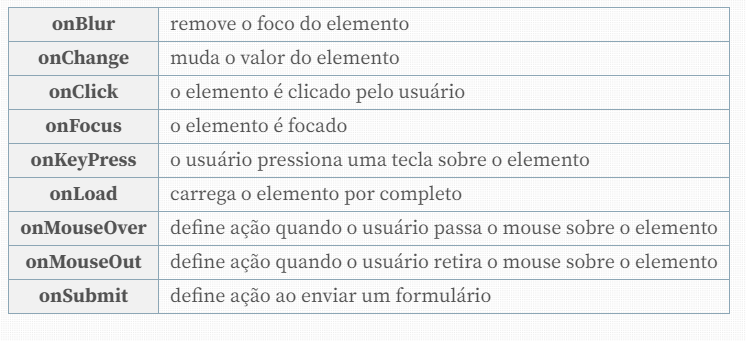 onBlur remove o foco do elemento
onChange muda o valor do elemento
onClick o elemento é clicado pelo usuário
onFocus o elemento é focado
onKeyPress o usuário pressiona uma tecla sobre o elemento
onLoad carrega o elemento por completo
onMouseOver define ação quando o usuário passa o mouse sobre o elemento
onMouseOut define ação quando o usuário retira o mouse sobre o elemento
onSubmit define ação ao enviar um formulário